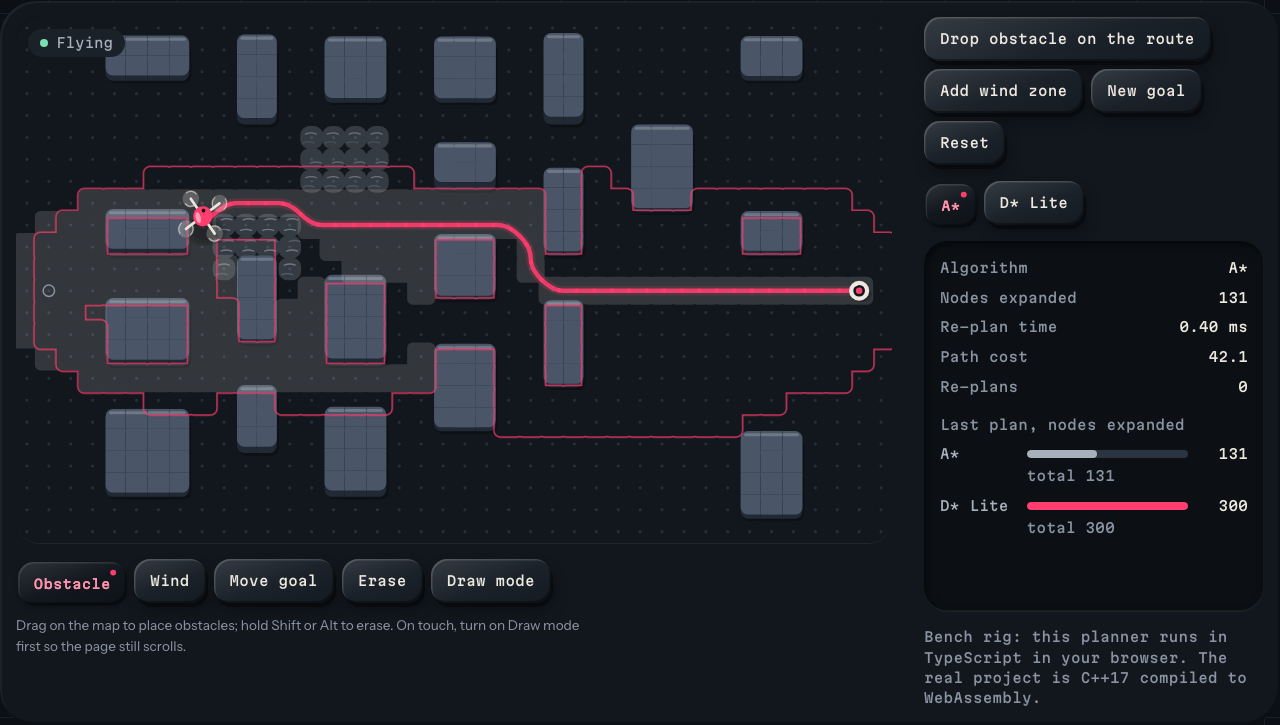 Flying
Drop obstacle on the route
Add wind zone
New goal
Reset
A*
D* Lite
Algorithm A*
Nodes expanded 131
Re-plan time 0.40 ms
Path cost 42.1
Re-plans 0
Last plan, nodes expanded
A* 131
total 131
D* Lite 300
total 300
Obstacle
Wind
Move goal
Erase
Draw mode
Drag on the map to place obstacles; hold Shift or Alt to erase. On touch, turn on Draw mode
first so the page still scrolls.
Bench rig: this planner runs in
TypeScript in your browser. The
real project is C++17 compiled to
WebAssembly.